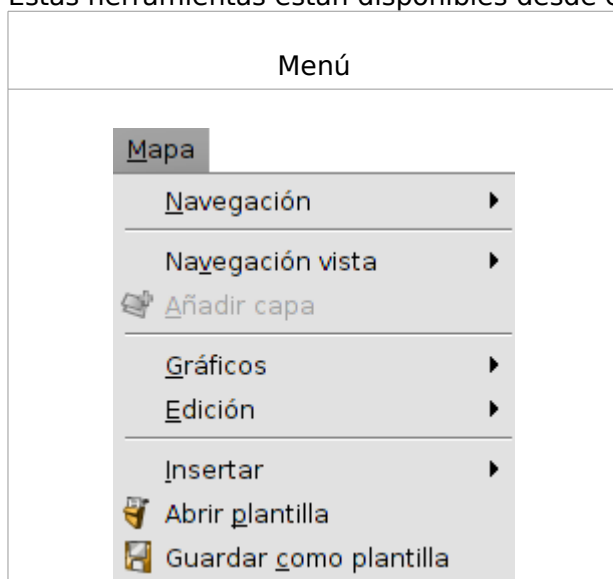 Estas herramientas están disponibles desde
Menú
Mapa
Navegación
Navegación vista
Añadir capa
Gráficos
Edición
Insertar
Abrir plantilla
Guardar como plantilla